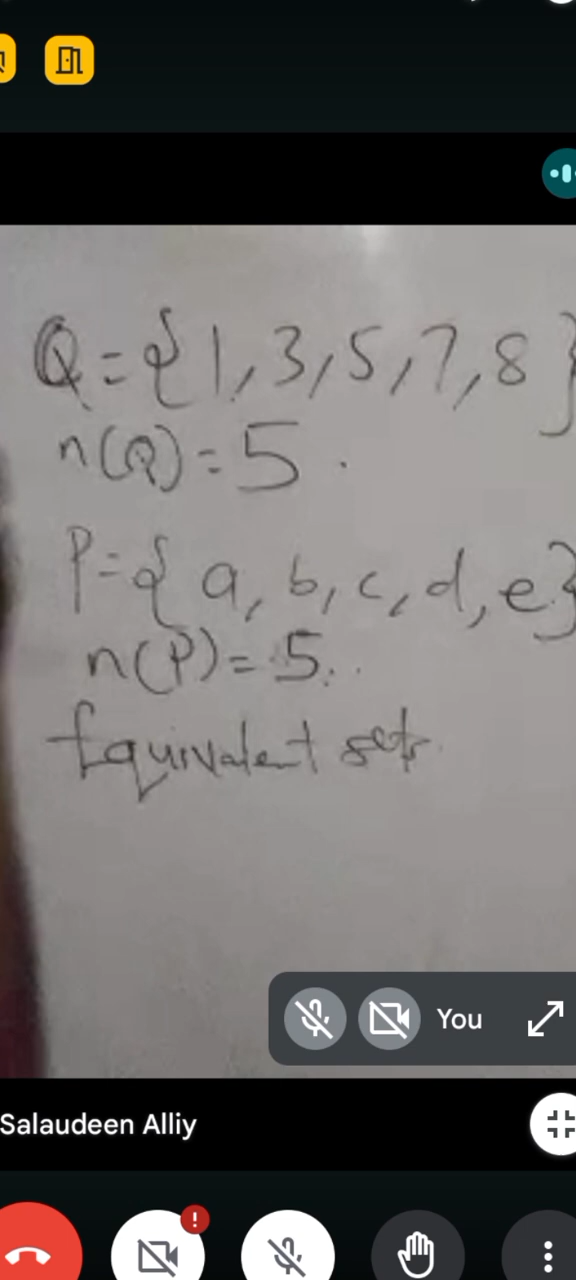 Q={1,3,5,7,8}
n(Q)=5.
P={a,b,c,d,e}
n(P)=5.
Equivalent sets
You
Salaudeen Alliy
!